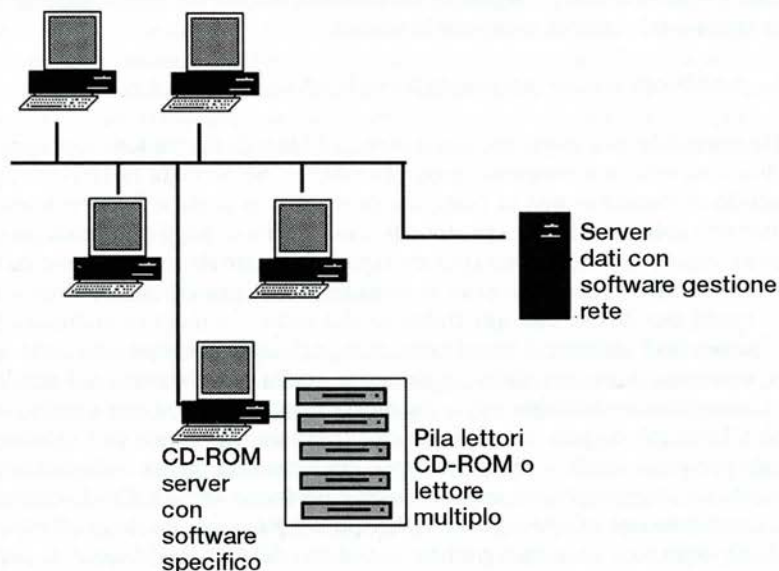 Server
dati con
software gestione
rete
CD-ROM
server
con
software
specifico
Pila lettori
CD-ROM o
lettore
multiplo